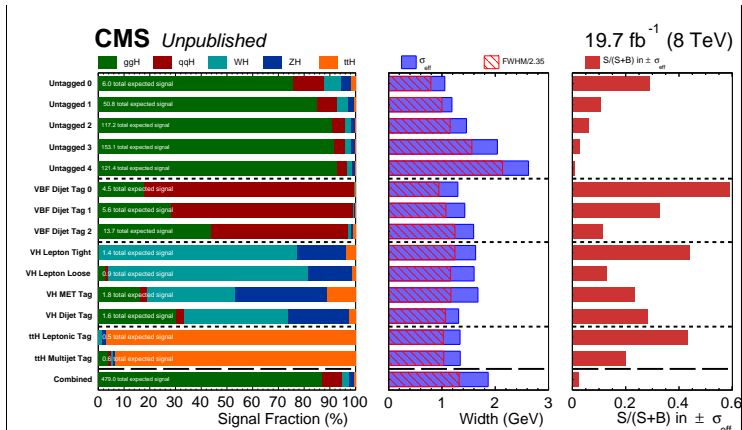 CMS Unpublished 19.7 fb⁻¹ (8 TeV)
ggH qqH WH ZH ttH
σeff FWHM/2.35
S/(S+B) in ± σeff
Untagged 0 6.0 total expected signal
Untagged 1 50.8 total expected signal
Untagged 2 117.2 total expected signal
Untagged 3 153.1 total expected signal
Untagged 4 121.4 total expected signal
VBF Dijet Tag 0 4.5 total expected signal
VBF Dijet Tag 1 5.6 total expected signal
VBF Dijet Tag 2 13.7 total expected signal
VH Lepton Tight 1.4 total expected signal
VH Lepton Loose 0.9 total expected signal
VH MET Tag 1.8 total expected signal
VH Dijet Tag 1.6 total expected signal
ttH Leptonic Tag 0.5 total expected signal
ttH Multijet Tag 0.6 total expected signal
Combined 479.0 total expected signal
0 10 20 30 40 50 60 70 80 90 100
Signal Fraction (%)
0 1 2 3
Width (GeV)
0 0.2 0.4 0.6
S/(S+B) in ± σeff